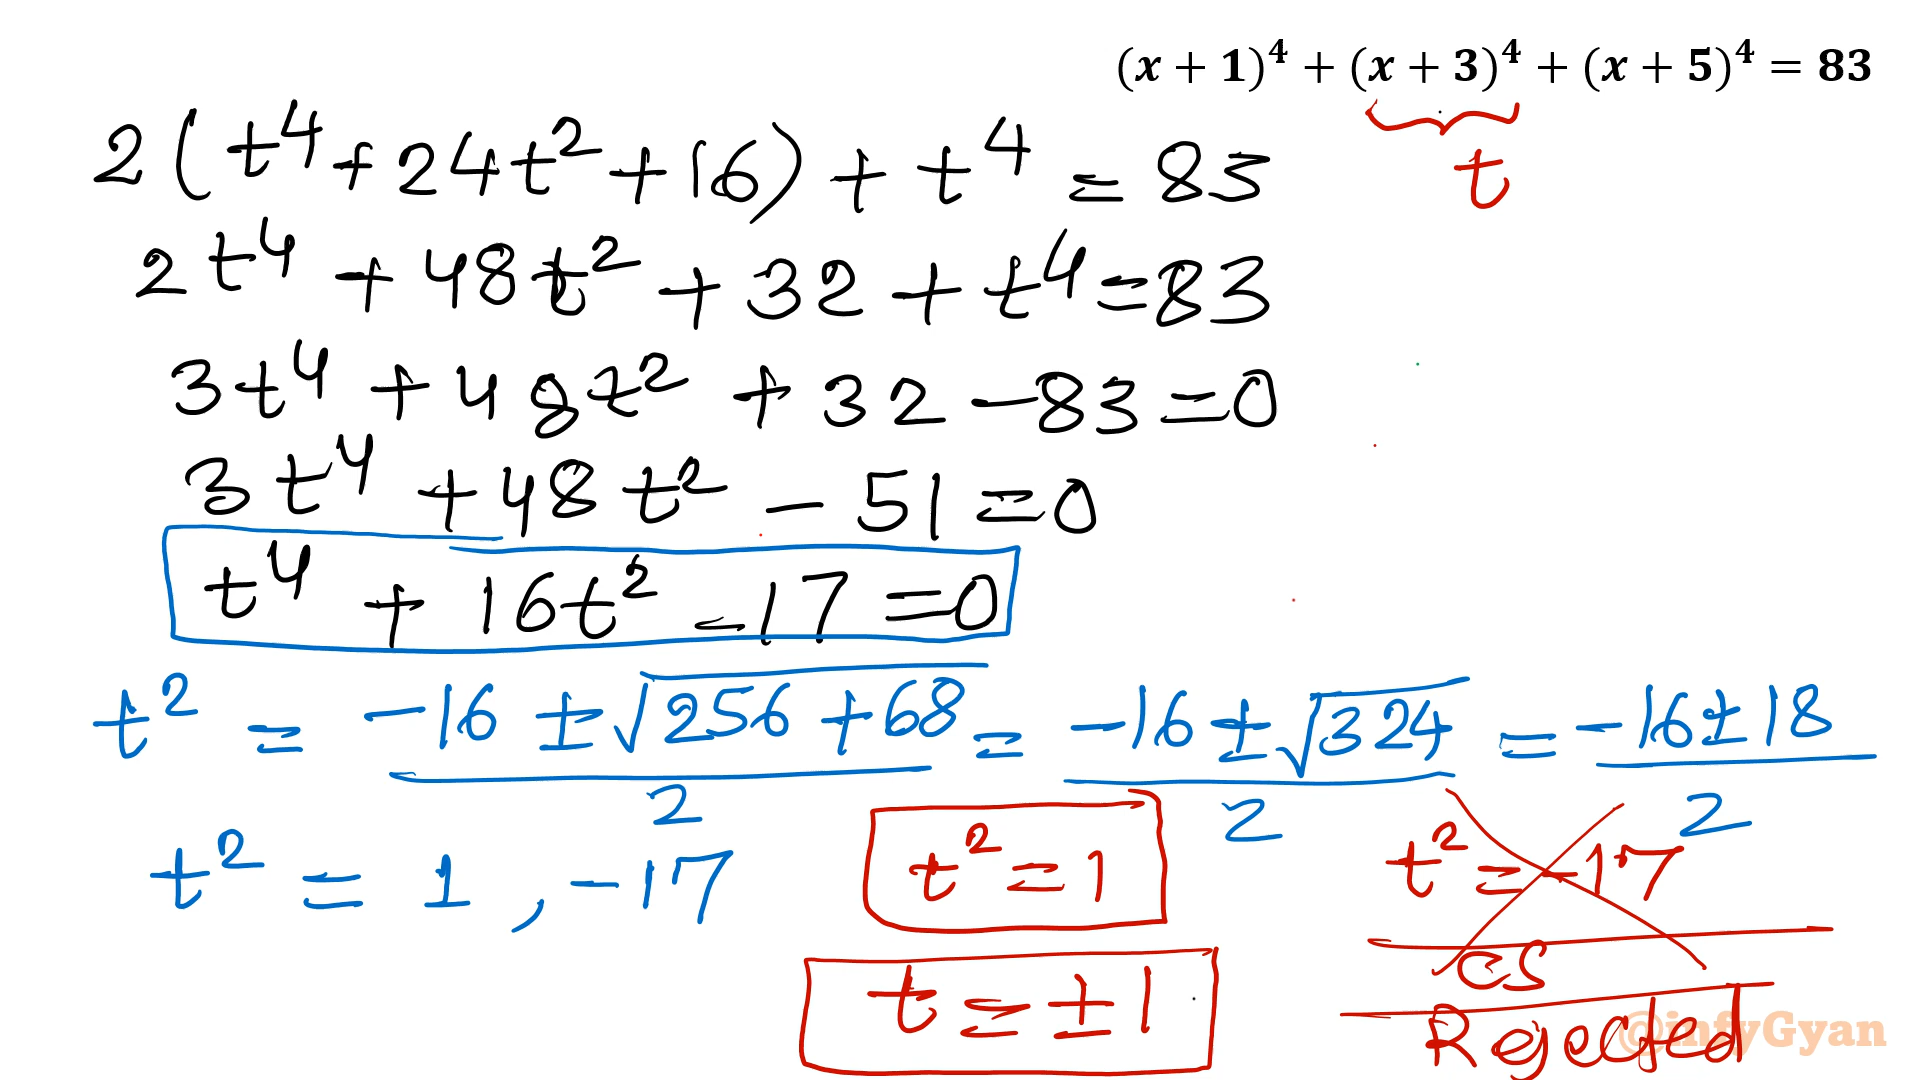 (x + 1)⁴ + (x + 3)⁴ + (x + 5)⁴ = 83
t
2(t⁴ + 24t² + 16) + t⁴ = 83
2t⁴ + 48t² + 32 + t⁴ = 83
3t⁴ + 48t² + 32 - 83 = 0
3t⁴ + 48t² - 51 = 0
t⁴ + 16t² - 17 = 0
t² = (-16 ± √(256 + 68))/2 = (-16 ± √324)/2 = (-16 ± 18)/2
t² = 1, -17
t² = 1
t² = -17
t = ±1
CS
Rejected
@infyGyan